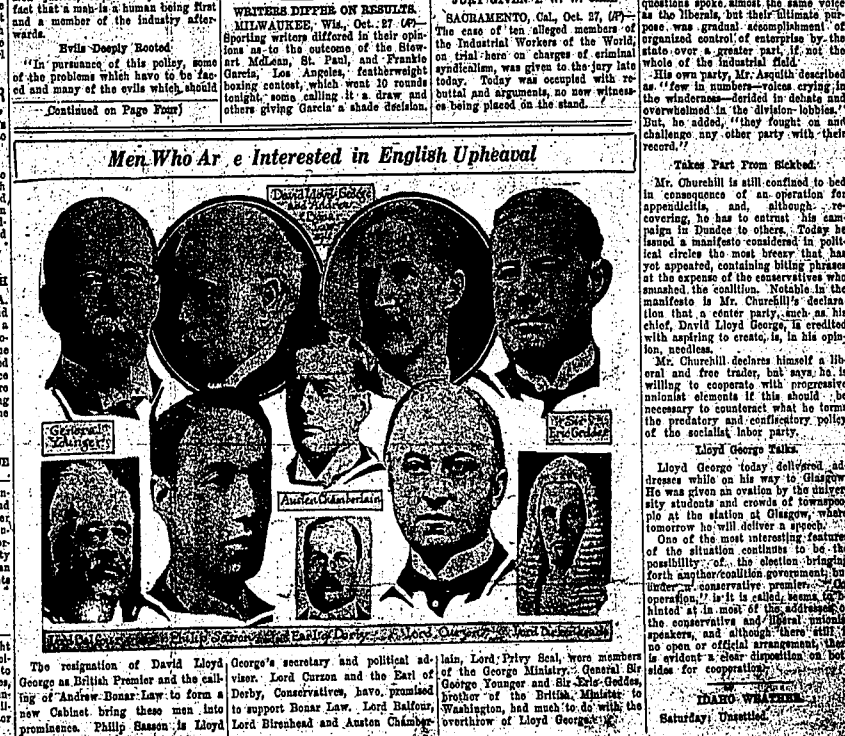 fact that a man is a human being first
and a member of the industry after-
wards.
Evils Deeply Rooted
"In pursuance of this policy, some
of the problems which have to be fac-
ed and many of the evils which should
(Continued on Page Four)
WRITERS DIFFER ON RESULTS.
MILWAUKEE, Wis., Oct. 27 (AP)—
Sporting writers differed in their opin-
ions as to the outcome of the Stew-
art McLean, St. Paul, and Frankie
Garcia, Los Angeles, featherweight
boxing contest, which went 10 rounds
tonight, some calling it a draw and
others giving Garcia a shade decision.
SACRAMENTO, Cal., Oct. 27, (AP)—
The case of ten alleged members of
the Industrial Workers of the World,
on trial here on charges of criminal
syndicalism, was given to the jury late
today. Today was occupied with re-
buttal and arguments, no new witness-
es being placed on the stand.
questions spoke almost the same voice
as the liberals, but their ultimate pur-
pose was gradual accomplishment of
organized control of enterprise by the
state over a greater part, if not the
whole of the industrial field.
His own party, Mr. Asquith described
as "few in numbers—voices crying in
the winderness—derided in debate and
overwhelmed in the division lobbies."
But, he added, "they fought on and
challenge any other party with their
record."
Takes Part From Sickbed.
Mr. Churchill is still confined to bed
in consequence of an operation for
appendicitis, and, although re-
covering, he has to entrust his cam-
paign in Dundee to others. Today he
issued a manifesto considered in polit-
ical circles the most breezy that has
yet appeared, containing biting phrases
at the expense of the conservatives who
smashed the coalition. Notable in the
manifesto is Mr. Churchill's declara-
tion that a center party, such as his
chief, David Lloyd George, is credited
with aspiring to create, is, in his opin-
ion, needless.
Mr. Churchill declares himself a lib-
eral and free trader, but says he is
willing to cooperate with progressive
unionist elements if this should be
necessary to counteract what he terms
the predatory and confiscatory policy
of the socialist labor party.
Lloyd George Talks.
Lloyd George today delivered ad-
dresses while on his way to Glasgow
He was given an ovation by the univer-
sity students and crowds of townspeo-
ple at the station at Glasgow, where
tomorrow he will deliver a speech.
One of the most interesting features
of the situation continues to be the
possibility of the election bringing
forth another coalition government, but
under a conservative premier.
operation," is it is called, seems to be
hinted at in most of the addresses of
the conservative and liberal unionist
speakers, and although there still is
no open or official arrangement, there
is evident a clear disposition on both
sides for cooperation.
IDAHO WEATHER
Saturday: Unsettled.
Men Who Ar e Interested in English Upheaval
David Lloyd George
and Andrew
Bonar
General
Younger
Sir
Eric Geddes
Austen Chamberlain
Lord Balfour Philip Sassoon Earl of Derby Lord Curzon Lord Birkenhead
The resignation of David Lloyd
George as British Premier and the call-
ing of Andrew Bonar Law to form a
new Cabinet bring these men into
prominence. Philip Sasson is Lloyd
George's secretary and political ad-
visor. Lord Curzon and the Earl of
Derby, Conservatives, have promised
to support Bonar Law. Lord Balfour,
Lord Birenhead and Austen Chamber-
lain, Lord Privy Seal, were members
of the George Ministry. General Sir
George Younger and Sir Eric Geddes,
brother of the British Minister to
Washington, had much to do with the
overthrow of Lloyd George.